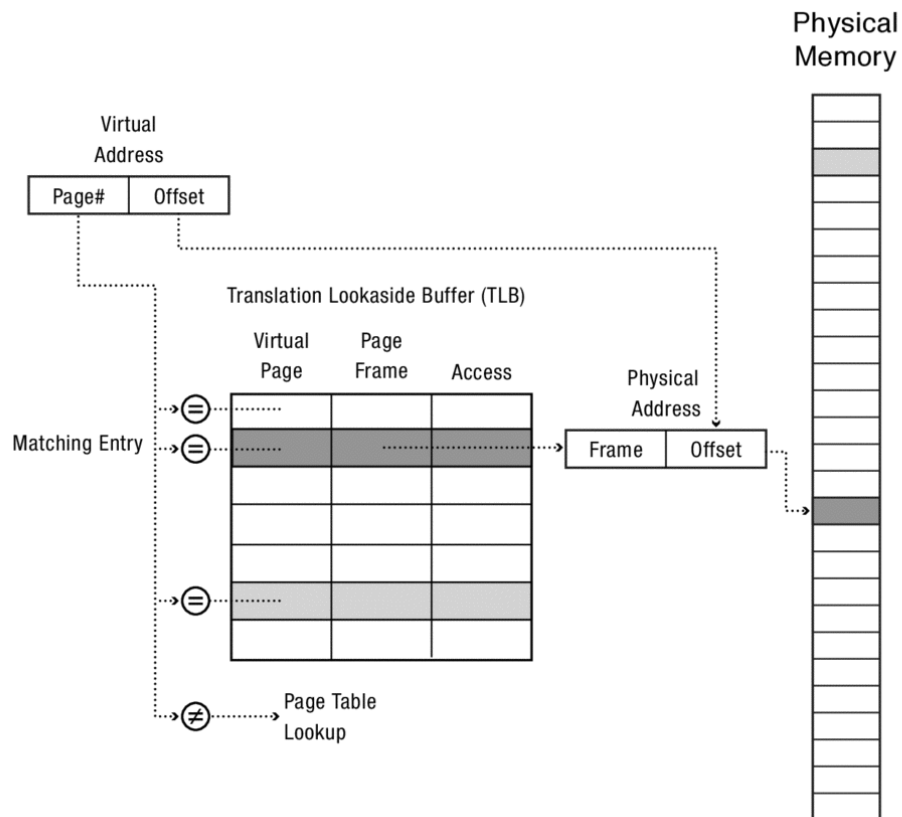 Physical
Memory
Virtual
Address
Page#
Offset
Translation Lookaside Buffer (TLB)
Virtual
Page
Page
Frame
Access
Physical
Address
=
Matching Entry
=
Frame
Offset
=
≠
Page Table
Lookup